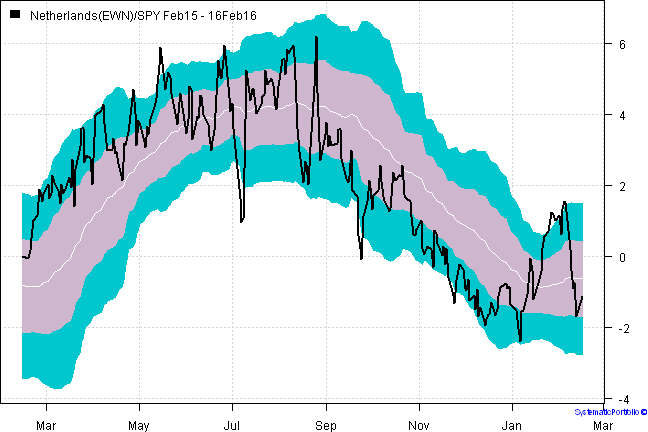 Netherlands(EWN)/SPY Feb15 - 16Feb16
6
4
2
0
-2
-4
SystematicPortfolio ©
Mar May Jul Sep Nov Jan Mar